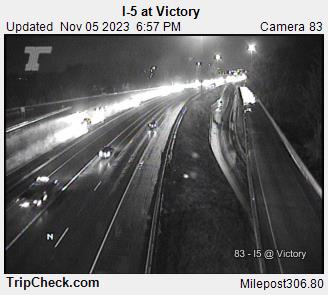 I-5 at Victory
Updated Nov 05 2023 6:57 PM Camera 83
T
N
83 - I5 @ Victory
TripCheck.com Milepost306.80